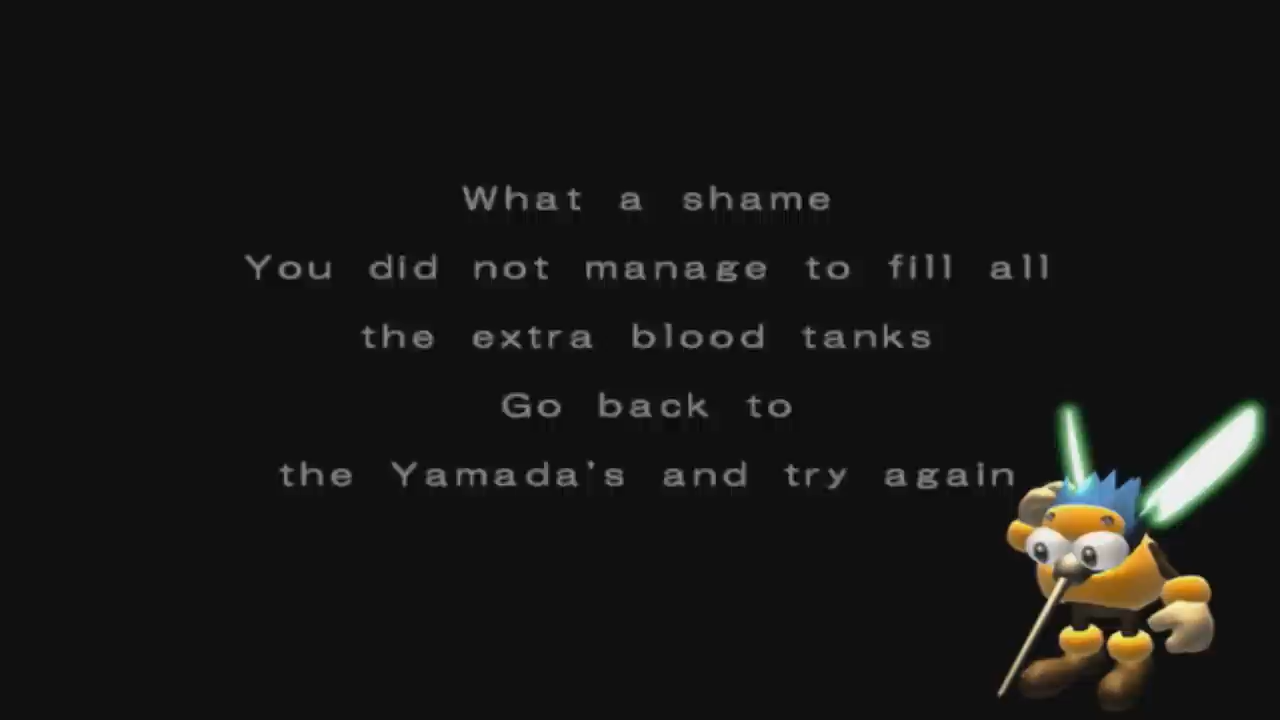 What a shame
You did not manage to fill all
the extra blood tanks
Go back to
the Yamada's and try again